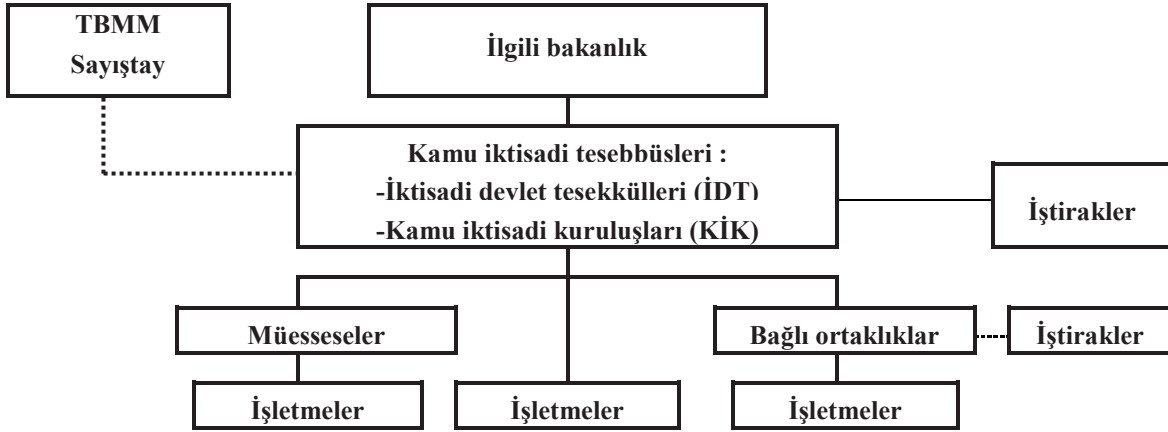 TBMM
Sayıştay
İlgili bakanlık
Kamu iktisadi tesebbüsleri :
-İktisadi devlet tesekkülleri (İDT)
-Kamu iktisadi kuruluşları (KİK)
İştirakler
Müesseseler
Bağlı ortaklıklar
İştirakler
İşletmeler
İşletmeler
İşletmeler